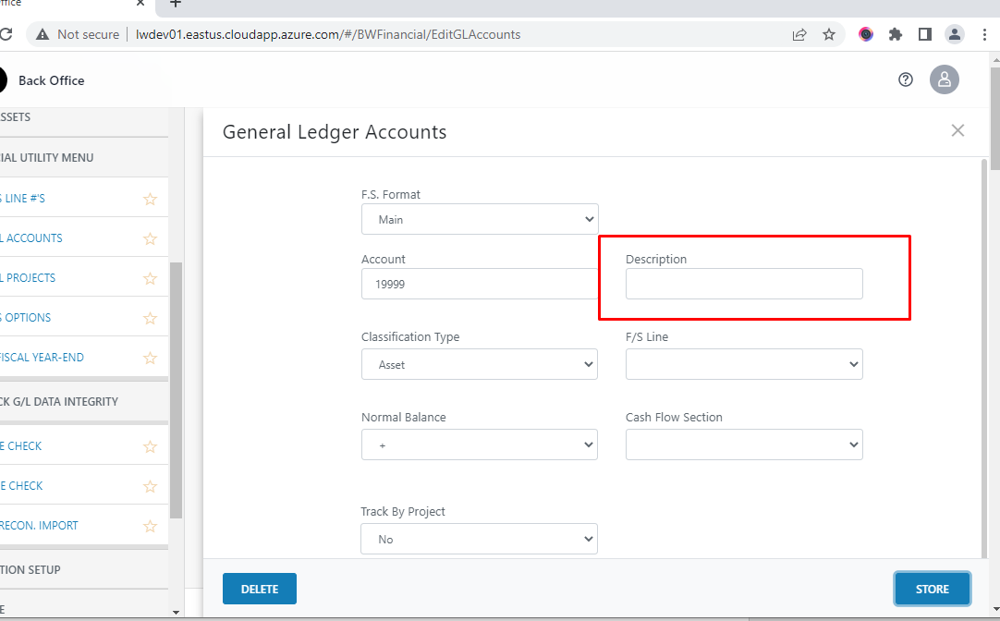 ffice
Not secure | lwdev01.eastus.cloudapp.azure.com/#/BWFinancial/EditGLAccounts
Back Office
SSETS
CIAL UTILITY MENU
S LINE #'S
L ACCOUNTS
L PROJECTS
S OPTIONS
FISCAL YEAR-END
CK G/L DATA INTEGRITY
E CHECK
E CHECK
RECON. IMPORT
TION SETUP
E
General Ledger Accounts
F.S. Format
Main
Account
Description
19999
Classification Type
F/S Line
Asset
Normal Balance
Cash Flow Section
+
Track By Project
No
DELETE
STORE